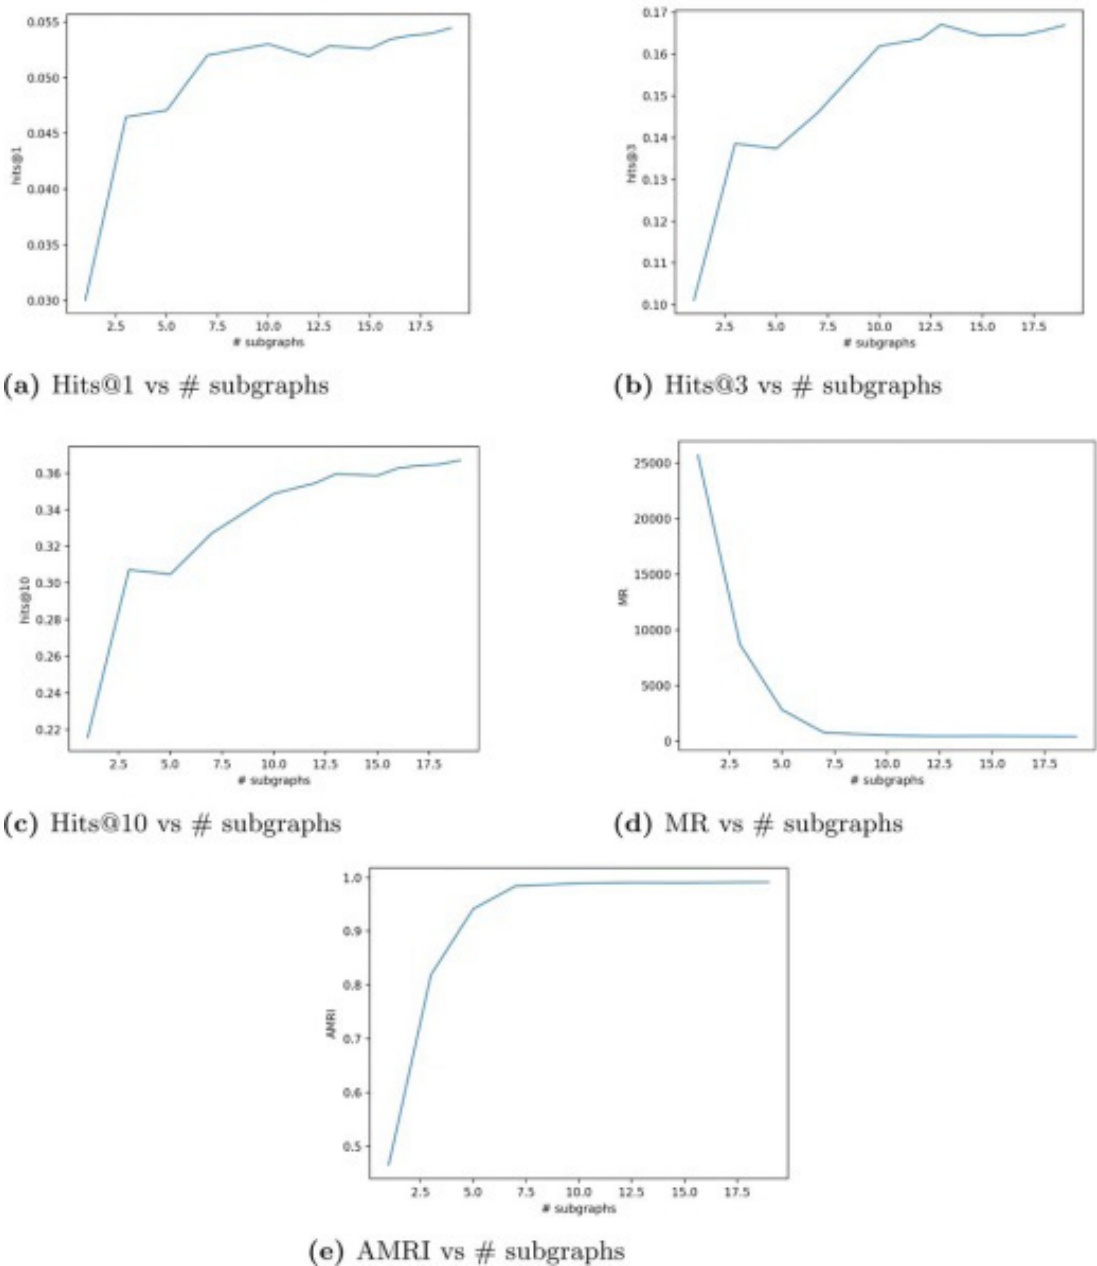 0.055
0.050
0.045
0.040
0.035
0.030
hits@1
2.5 5.0 7.5 10.0 12.5 15.0 17.5
# subgraphs
(a) Hits@1 vs # subgraphs
0.17
0.16
0.15
0.14
0.13
0.12
0.11
0.10
hits@3
2.5 5.0 7.5 10.0 12.5 15.0 17.5
# subgraphs
(b) Hits@3 vs # subgraphs
0.36
0.34
0.32
0.30
0.28
0.26
0.24
0.22
hits@10
2.5 5.0 7.5 10.0 12.5 15.0 17.5
# subgraphs
(c) Hits@10 vs # subgraphs
25000
20000
15000
10000
5000
0
MR
2.5 5.0 7.5 10.0 12.5 15.0 17.5
# subgraphs
(d) MR vs # subgraphs
1.0
0.9
0.8
0.7
0.6
0.5
AMRI
2.5 5.0 7.5 10.0 12.5 15.0 17.5
# subgraphs
(e) AMRI vs # subgraphs